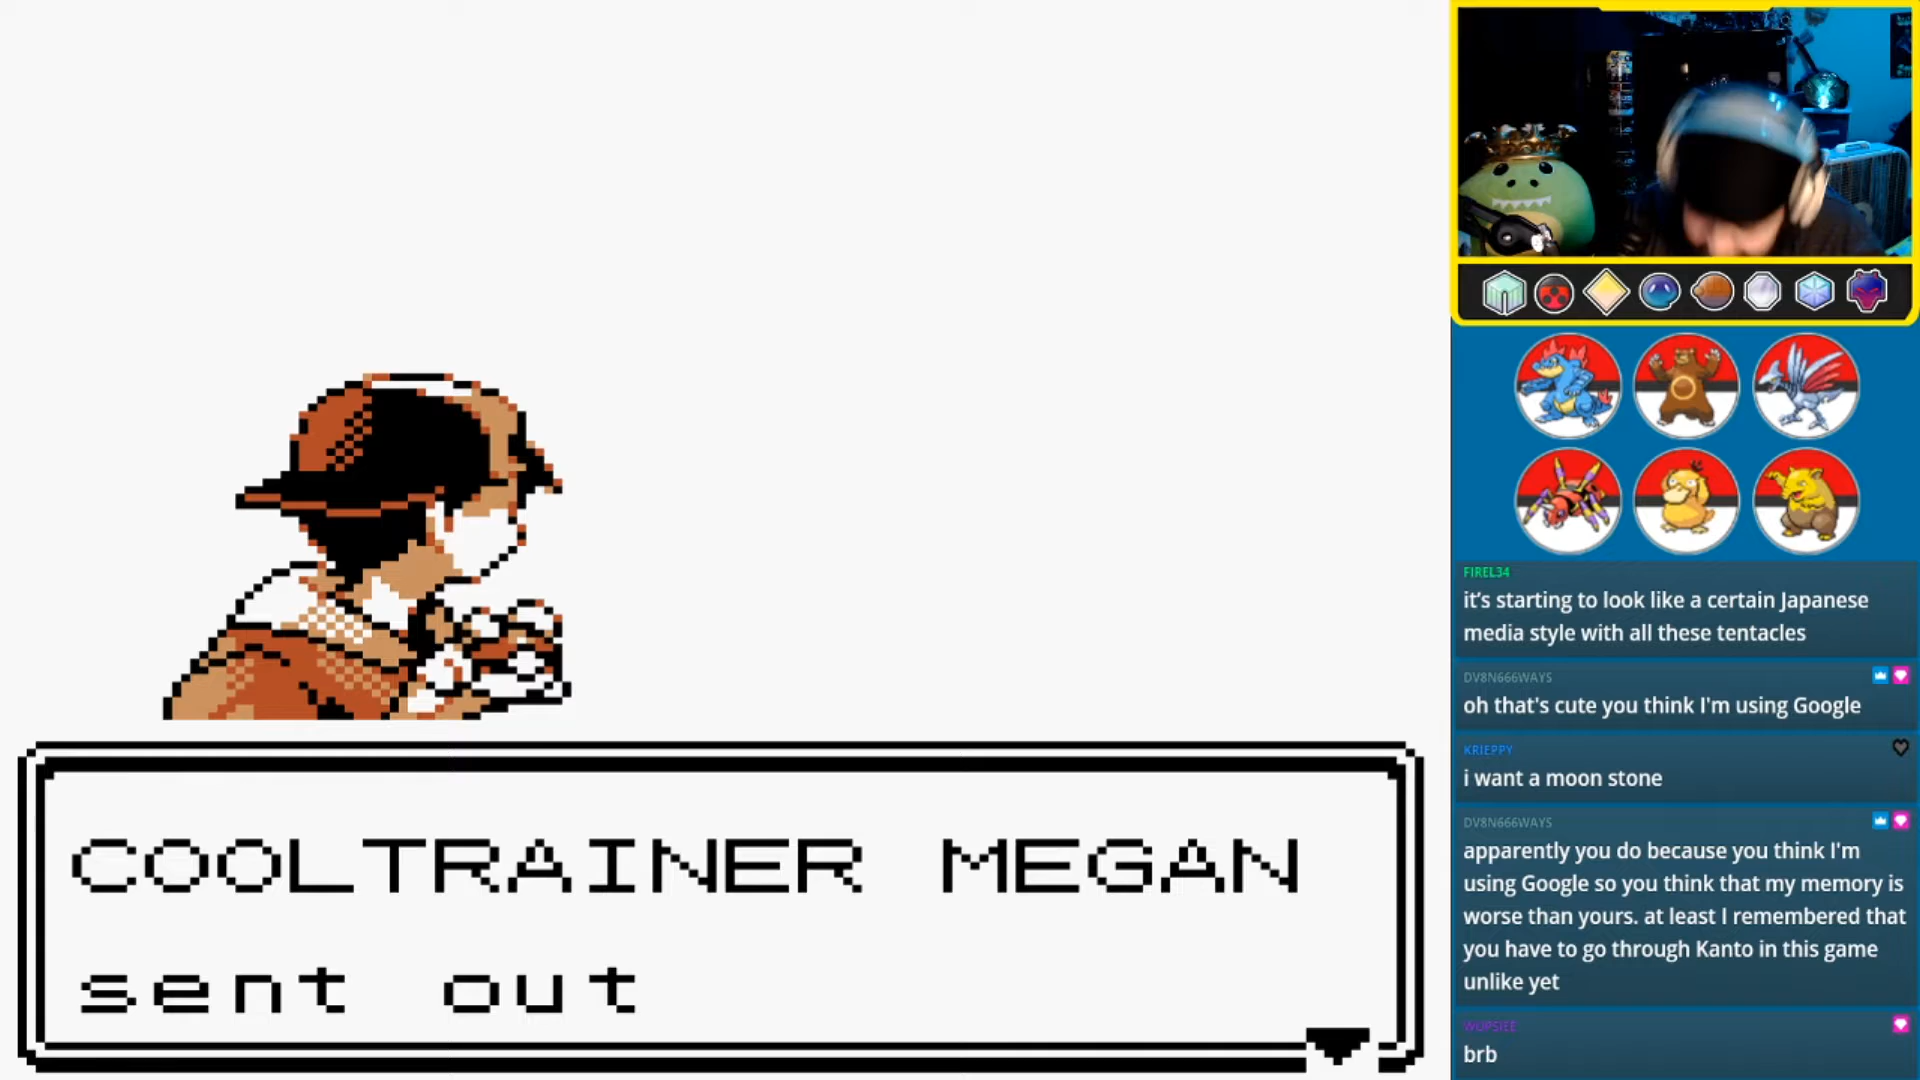 COOLTRAINER MEGAN
sent out
FIREL34
it's starting to look like a certain Japanese
media style with all these tentacles
DV8N666WAYS
oh that's cute you think I'm using Google
KRIEPPY
i want a moon stone
DV8N666WAYS
apparently you do because you think I'm
using Google so you think that my memory is
worse than yours. at least I remembered that
you have to go through Kanto in this game
unlike yet
WUPSIEE
brb